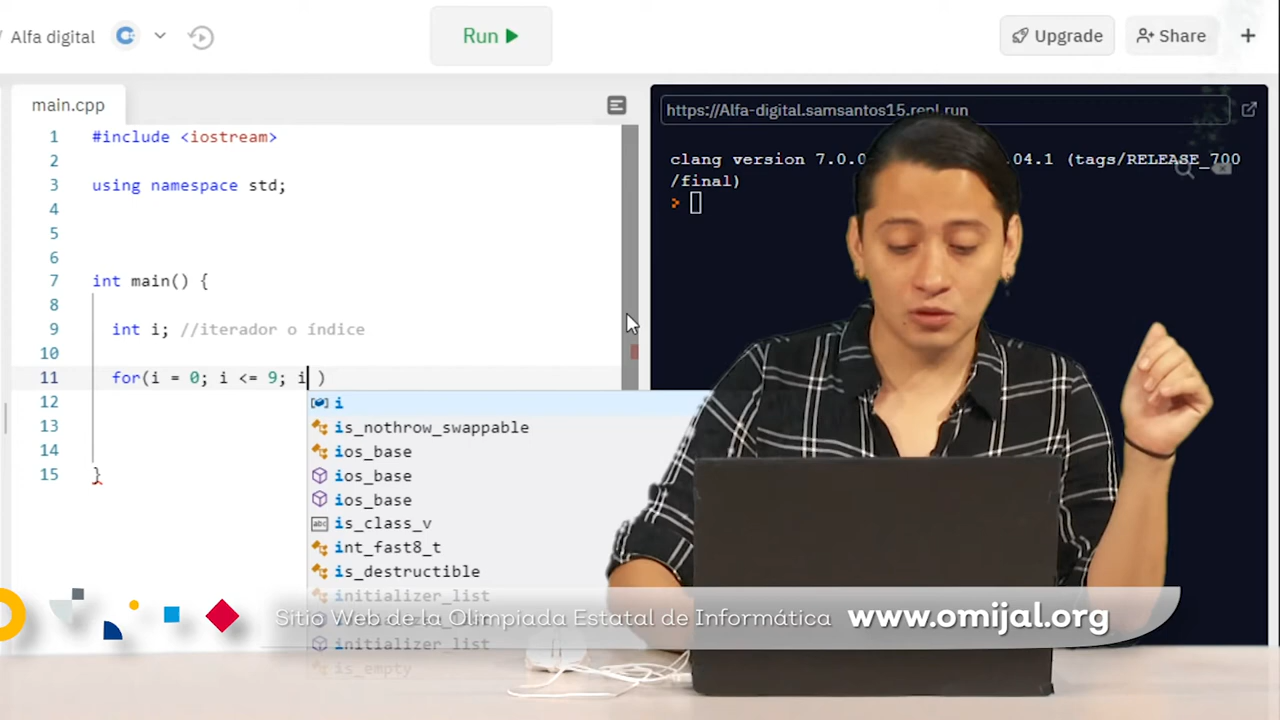 Alfa digital
Run
Upgrade
Share
main.cpp
https://Alfa-digital.samsantos15.repl.run
1 #include <iostream>
2
3 using namespace std;
4
5
6
7 int main() {
8
9 int i; //iterador o índice
10
11 for(i = 0; i <= 9; i )
12
13
14
15 }
i
is_nothrow_swappable
ios_base
ios_base
ios_base
is_class_v
int_fast8_t
is_destructible
initializer_list
initializer_list
is_empty
clang version 7.0.0 04.1 (tags/RELEASE_700
/final)
>
Sitio Web de la Olimpiada Estatal de Informática www.omijal.org